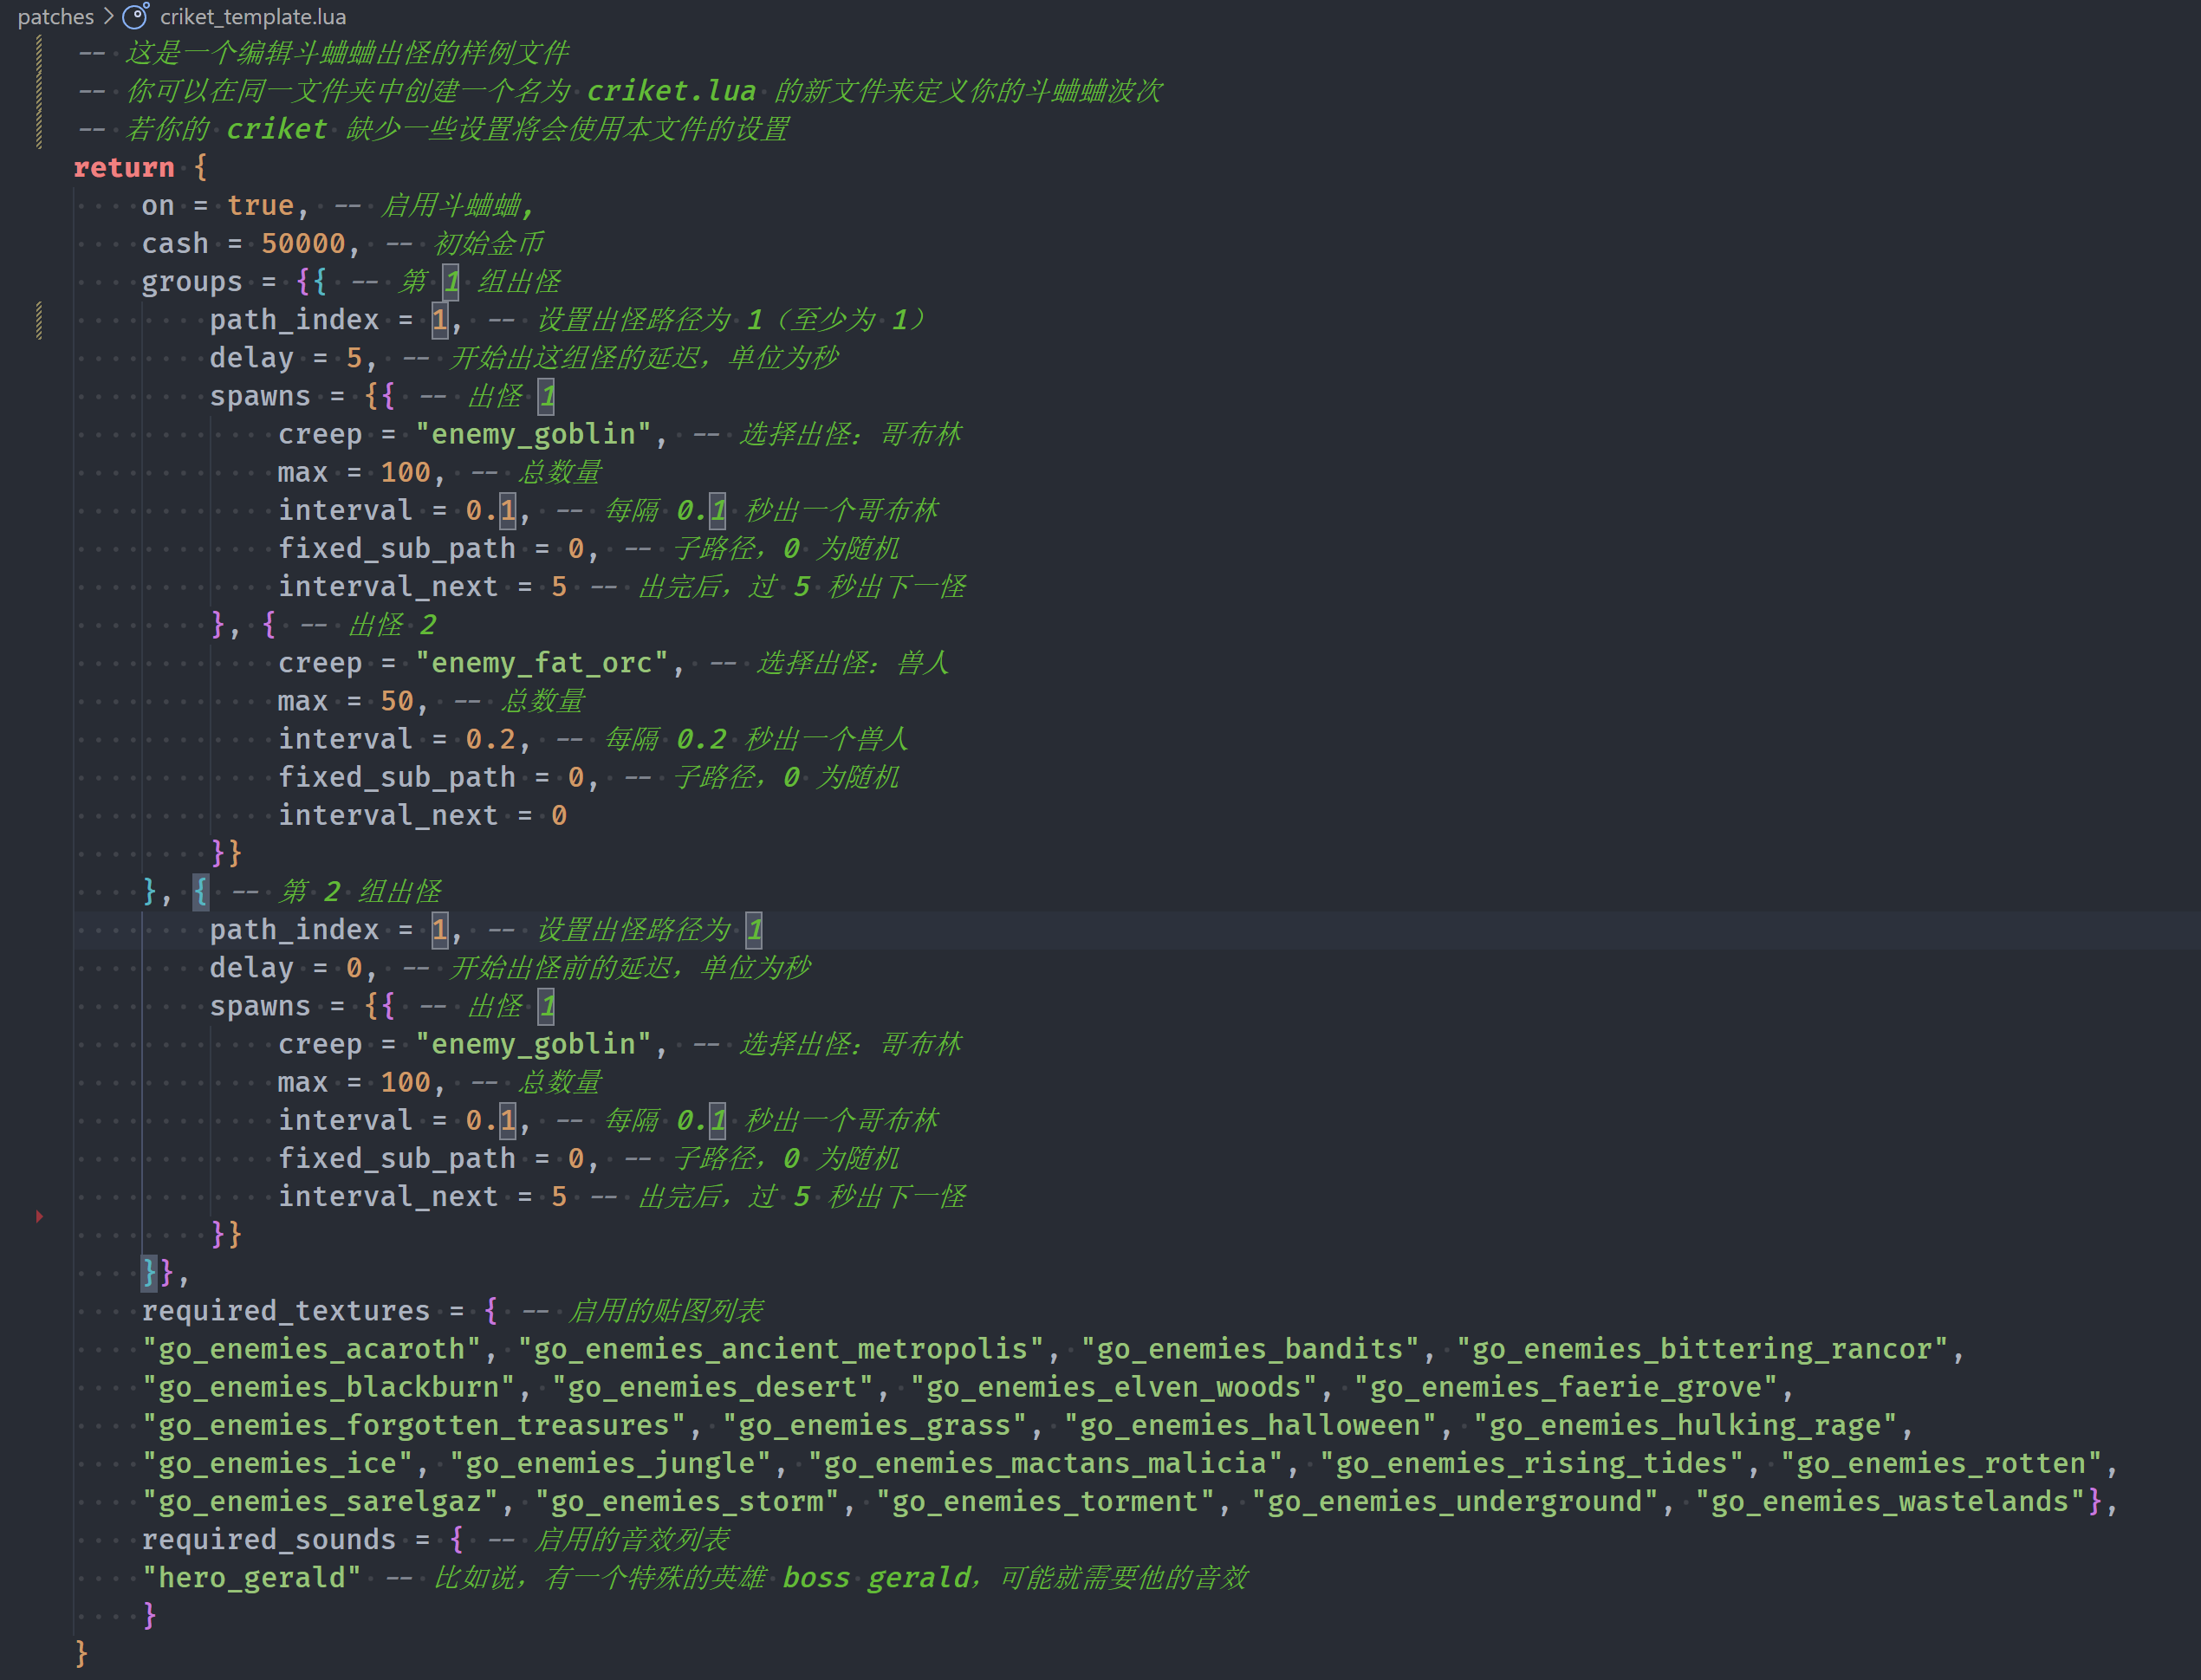 patches > criket_template.lua
-- 这是一个编辑斗蛐蛐出怪的样例文件
-- 你可以在同一文件夹中创建一个名为 criket.lua 的新文件来定义你的斗蛐蛐波次
-- 若你的 criket 缺少一些设置将会使用本文件的设置
return {
    on = true, -- 启用斗蛐蛐,
    cash = 50000, -- 初始金币
    groups = {{ -- 第 1 组出怪
        path_index = 1, -- 设置出怪路径为 1（至少为 1）
        delay = 5, -- 开始出这组怪的延迟，单位为秒
        spawns = {{ -- 出怪 1
            creep = "enemy_goblin", -- 选择出怪：哥布林
            max = 100, -- 总数量
            interval = 0.1, -- 每隔 0.1 秒出一个哥布林
            fixed_sub_path = 0, -- 子路径，0 为随机
            interval_next = 5 -- 出完后，过 5 秒出下一怪
        }, { -- 出怪 2
            creep = "enemy_fat_orc", -- 选择出怪：兽人
            max = 50, -- 总数量
            interval = 0.2, -- 每隔 0.2 秒出一个兽人
            fixed_sub_path = 0, -- 子路径，0 为随机
            interval_next = 0
        }}
    }, { -- 第 2 组出怪
        path_index = 1, -- 设置出怪路径为 1
        delay = 0, -- 开始出怪前的延迟，单位为秒
        spawns = {{ -- 出怪 1
            creep = "enemy_goblin", -- 选择出怪：哥布林
            max = 100, -- 总数量
            interval = 0.1, -- 每隔 0.1 秒出一个哥布林
            fixed_sub_path = 0, -- 子路径，0 为随机
            interval_next = 5 -- 出完后，过 5 秒出下一怪
        }}
    }},
    required_textures = { -- 启用的贴图列表
    "go_enemies_acaroth", "go_enemies_ancient_metropolis", "go_enemies_bandits", "go_enemies_bittering_rancor",
    "go_enemies_blackburn", "go_enemies_desert", "go_enemies_elven_woods", "go_enemies_faerie_grove",
    "go_enemies_forgotten_treasures", "go_enemies_grass", "go_enemies_halloween", "go_enemies_hulking_rage",
    "go_enemies_ice", "go_enemies_jungle", "go_enemies_mactans_malicia", "go_enemies_rising_tides", "go_enemies_rotten",
    "go_enemies_sarelgaz", "go_enemies_storm", "go_enemies_torment", "go_enemies_underground", "go_enemies_wastelands"},
    required_sounds = { -- 启用的音效列表
    "hero_gerald" -- 比如说，有一个特殊的英雄 boss gerald，可能就需要他的音效
    }
}